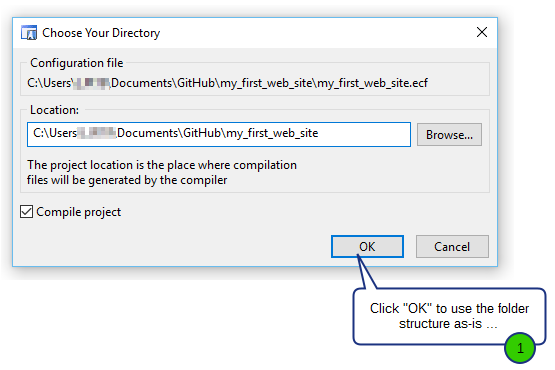 Choose Your Directory
Configuration file
C:\Users\ \Documents\GitHub\my_first_web_site\my_first_web_site.ecf
Location:
C:\Users \Documents\GitHub\my_first_web_site
Browse...
The project location is the place where compilation
files will be generated by the compiler
Compile project
OK
Cancel
Click "OK" to use the folder
structure as-is ...
1